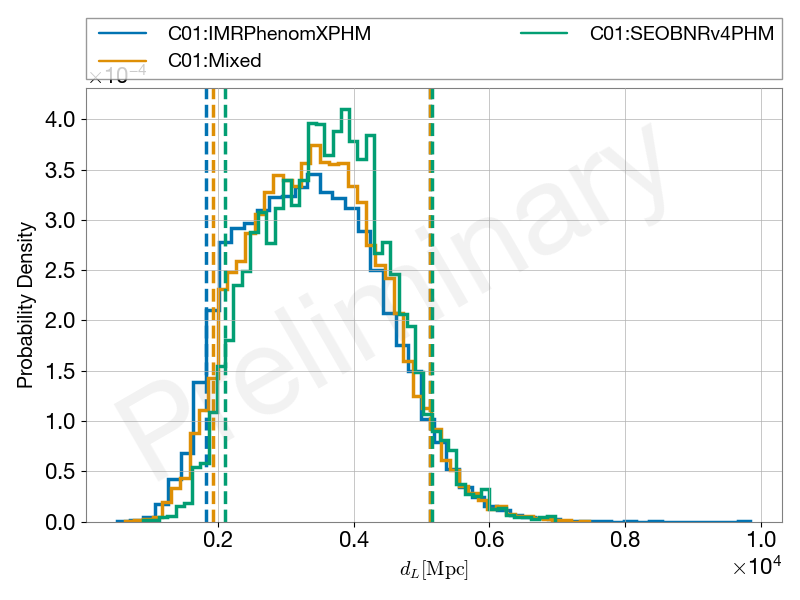 C01:IMRPhenomXPHM
C01:Mixed
C01:SEOBNRv4PHM
×10⁻⁴
4.0
3.5
3.0
2.5
2.0
1.5
1.0
0.5
0.0
Probability Density
Preliminary
0.2
0.4
0.6
0.8
1.0
×10⁴
d_L[Mpc]